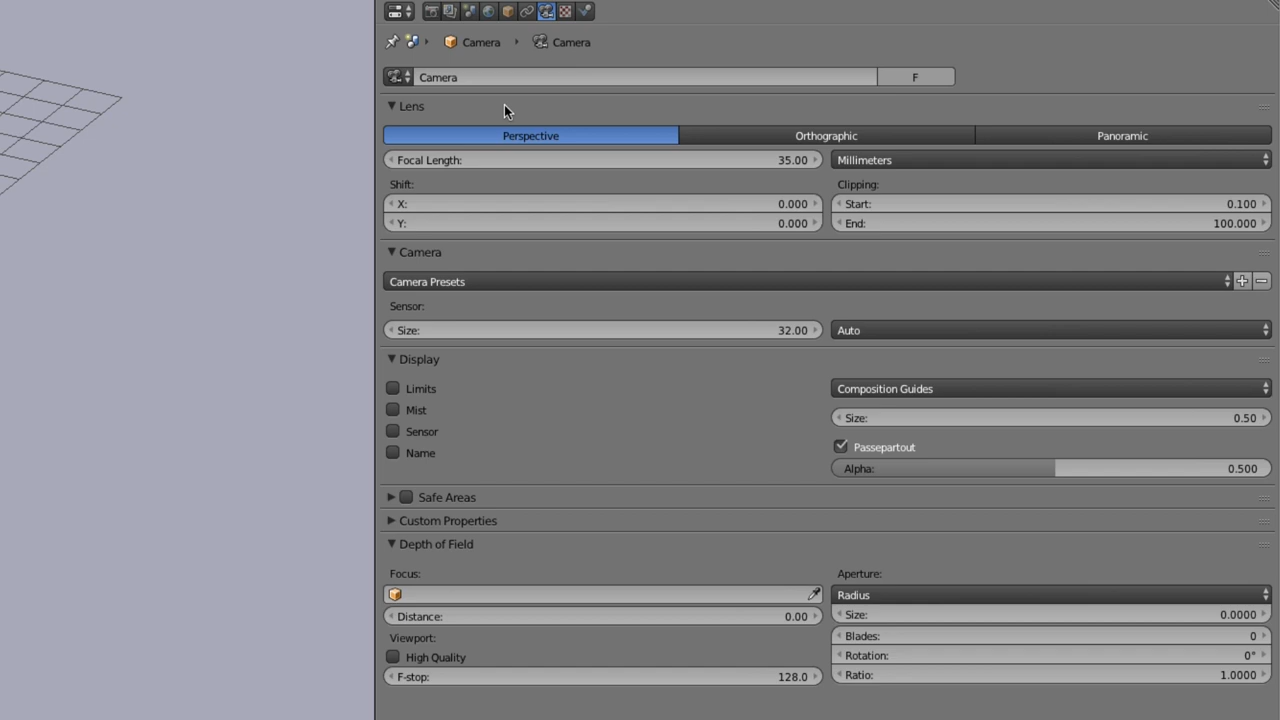 Camera Camera
Camera F
Lens
Perspective Orthographic Panoramic
Focal Length: 35.00 Millimeters
Shift: Clipping:
X: 0.000 Start: 0.100
Y: 0.000 End: 100.000
Camera
Camera Presets
Sensor:
Size: 32.00 Auto
Display
Limits Composition Guides
Mist Size: 0.50
Sensor Passepartout
Name Alpha: 0.500
Safe Areas
Custom Properties
Depth of Field
Focus: Aperture:
Radius
Distance: 0.00 Size: 0.0000
Viewport: Blades: 0
High Quality Rotation: 0°
F-stop: 128.0 Ratio: 1.0000